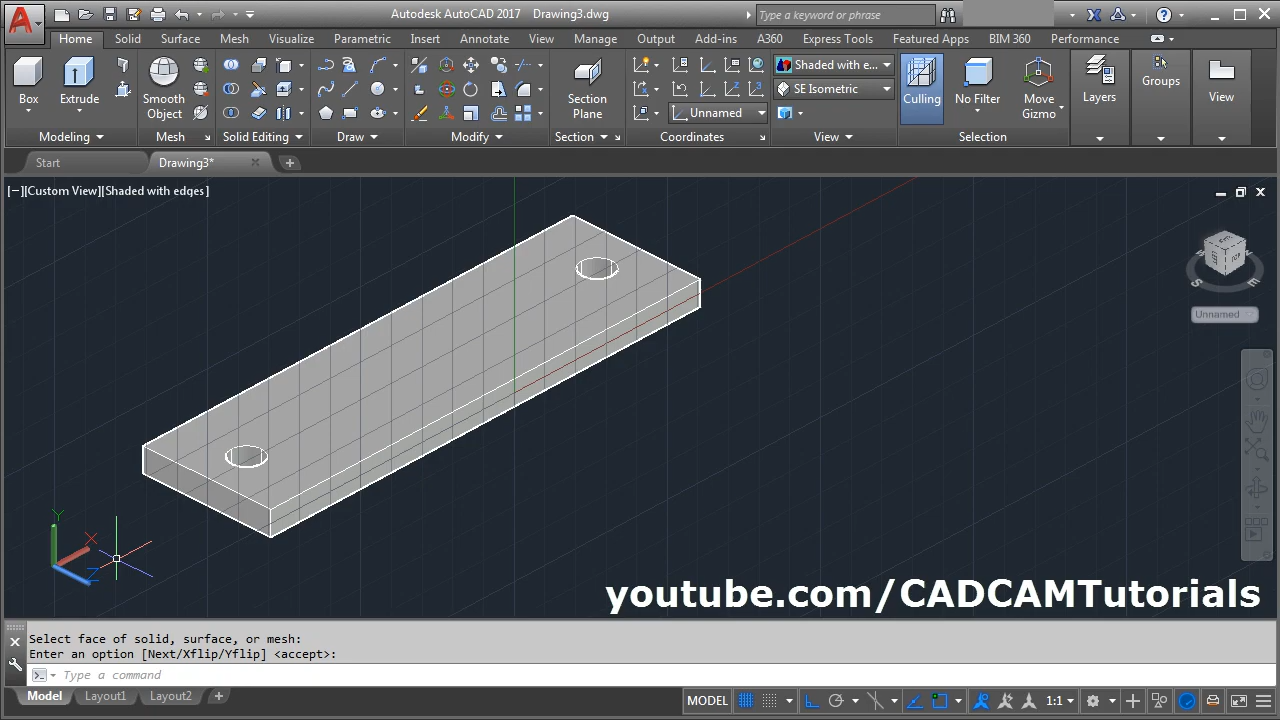 Autodesk AutoCAD 2017 Drawing3.dwg
Type a keyword or phrase
Home Solid Surface Mesh Visualize Parametric Insert Annotate View Manage Output Add-ins A360 Express Tools Featured Apps BIM 360 Performance
Box
Extrude
Smooth
Object
Section
Plane
Shaded with e...
SE Isometric
Unnamed
Culling
No Filter
Move
Gizmo
Layers
Groups
View
Modeling Mesh Solid Editing Draw Modify Section Coordinates View Selection
Start Drawing3*
[−][Custom View][Shaded with edges]
S
E
Unnamed
Y
X
Z
youtube.com/CADCAMTutorials
Select face of solid, surface, or mesh:
Enter an option [Next/Xflip/Yflip] <accept>:
Type a command
Model Layout1 Layout2
MODEL 1:1